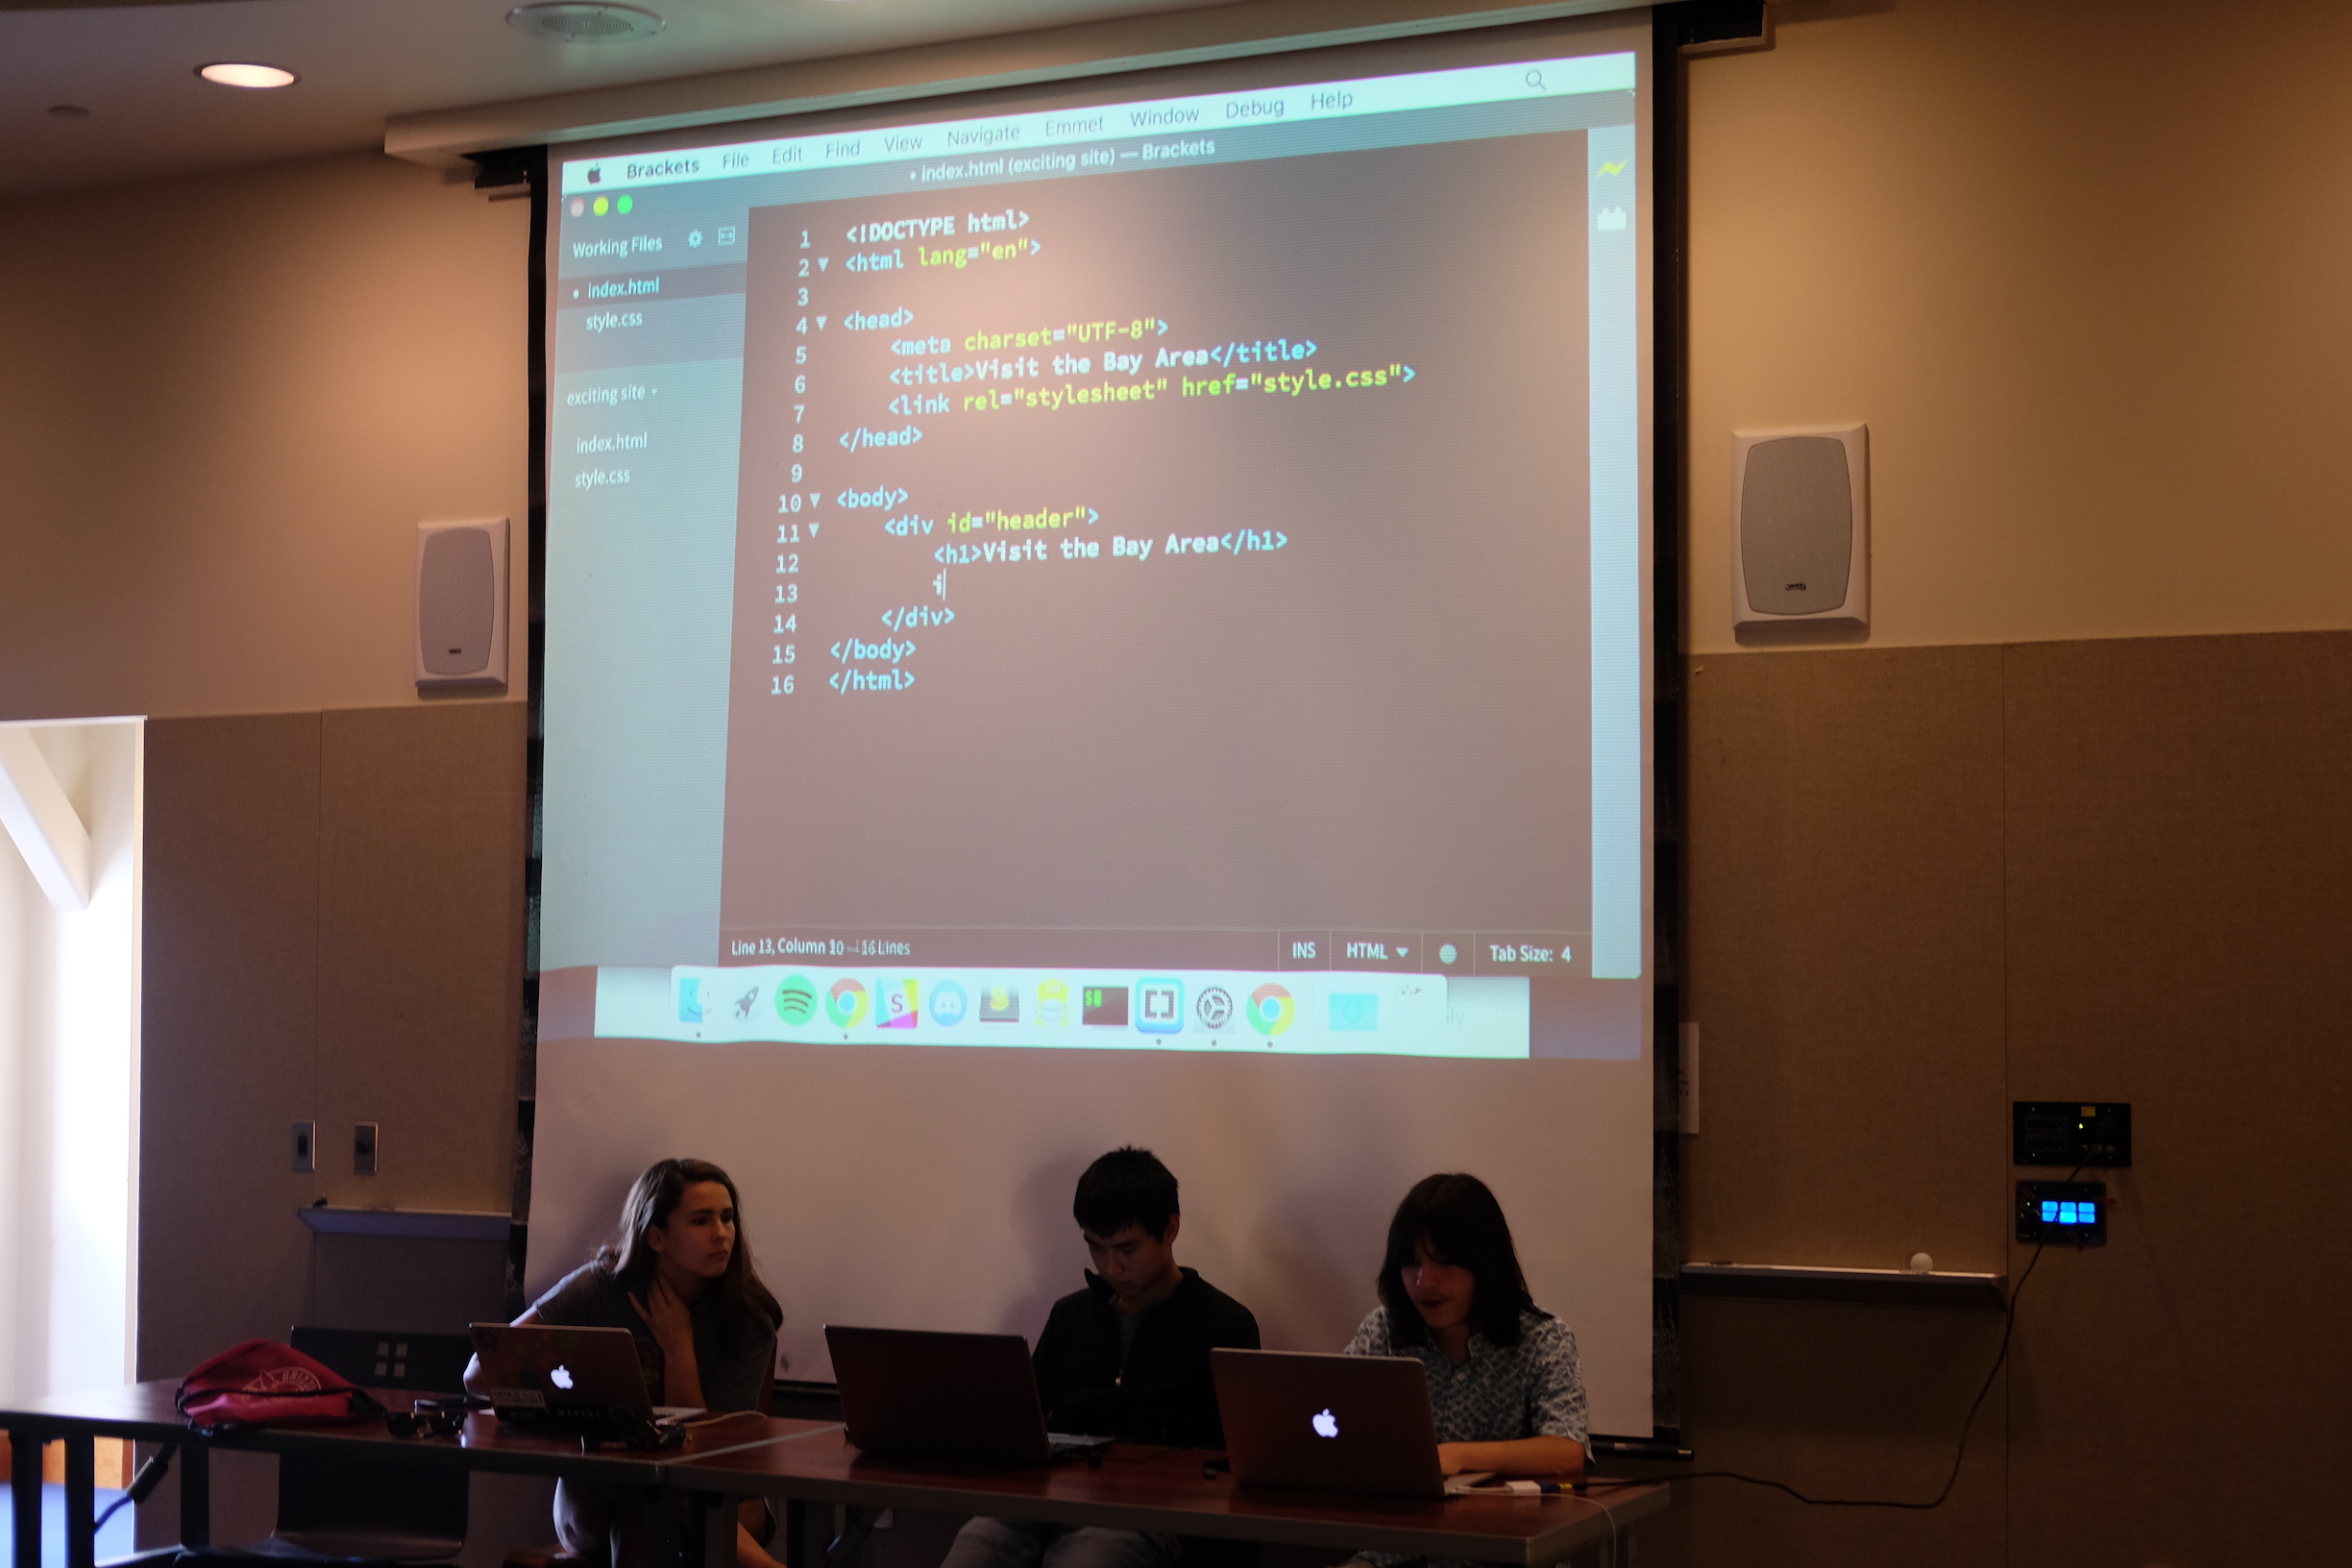 Brackets File Edit Find View Navigate Emmet Window Debug Help
• index.html (exciting site) — Brackets
Working Files
• index.html
style.css
exciting site
index.html
style.css
1 <!DOCTYPE html>
2 <html lang="en">
3
4 <head>
5 <meta charset="UTF-8">
6 <title>Visit the Bay Area</title>
7 <link rel="stylesheet" href="style.css">
8 </head>
9
10 <body>
11 <div id="header">
12 <h1>Visit the Bay Area</h1>
13 i
14 </div>
15 </body>
16 </html>
Line 13, Column 10 — 16 Lines
INS HTML Tab Size: 4
S
S
$